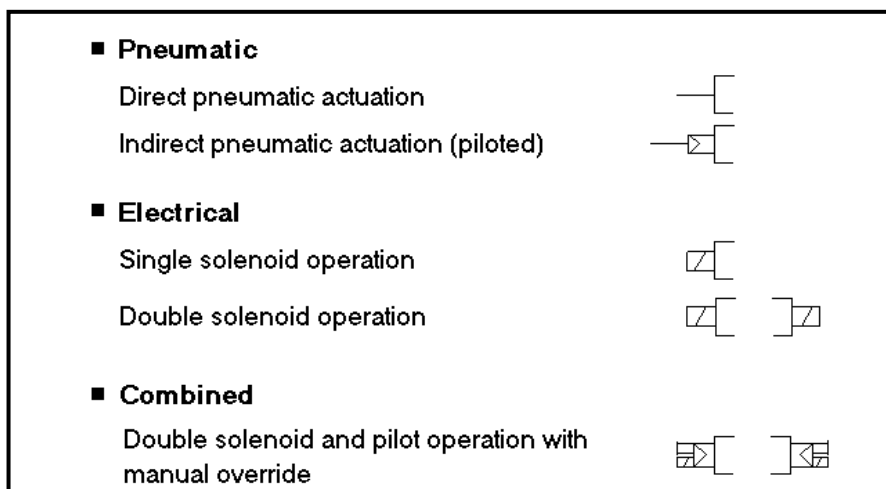 ■ Pneumatic
Direct pneumatic actuation
Indirect pneumatic actuation (piloted)
■ Electrical
Single solenoid operation
Double solenoid operation
■ Combined
Double solenoid and pilot operation with
manual override